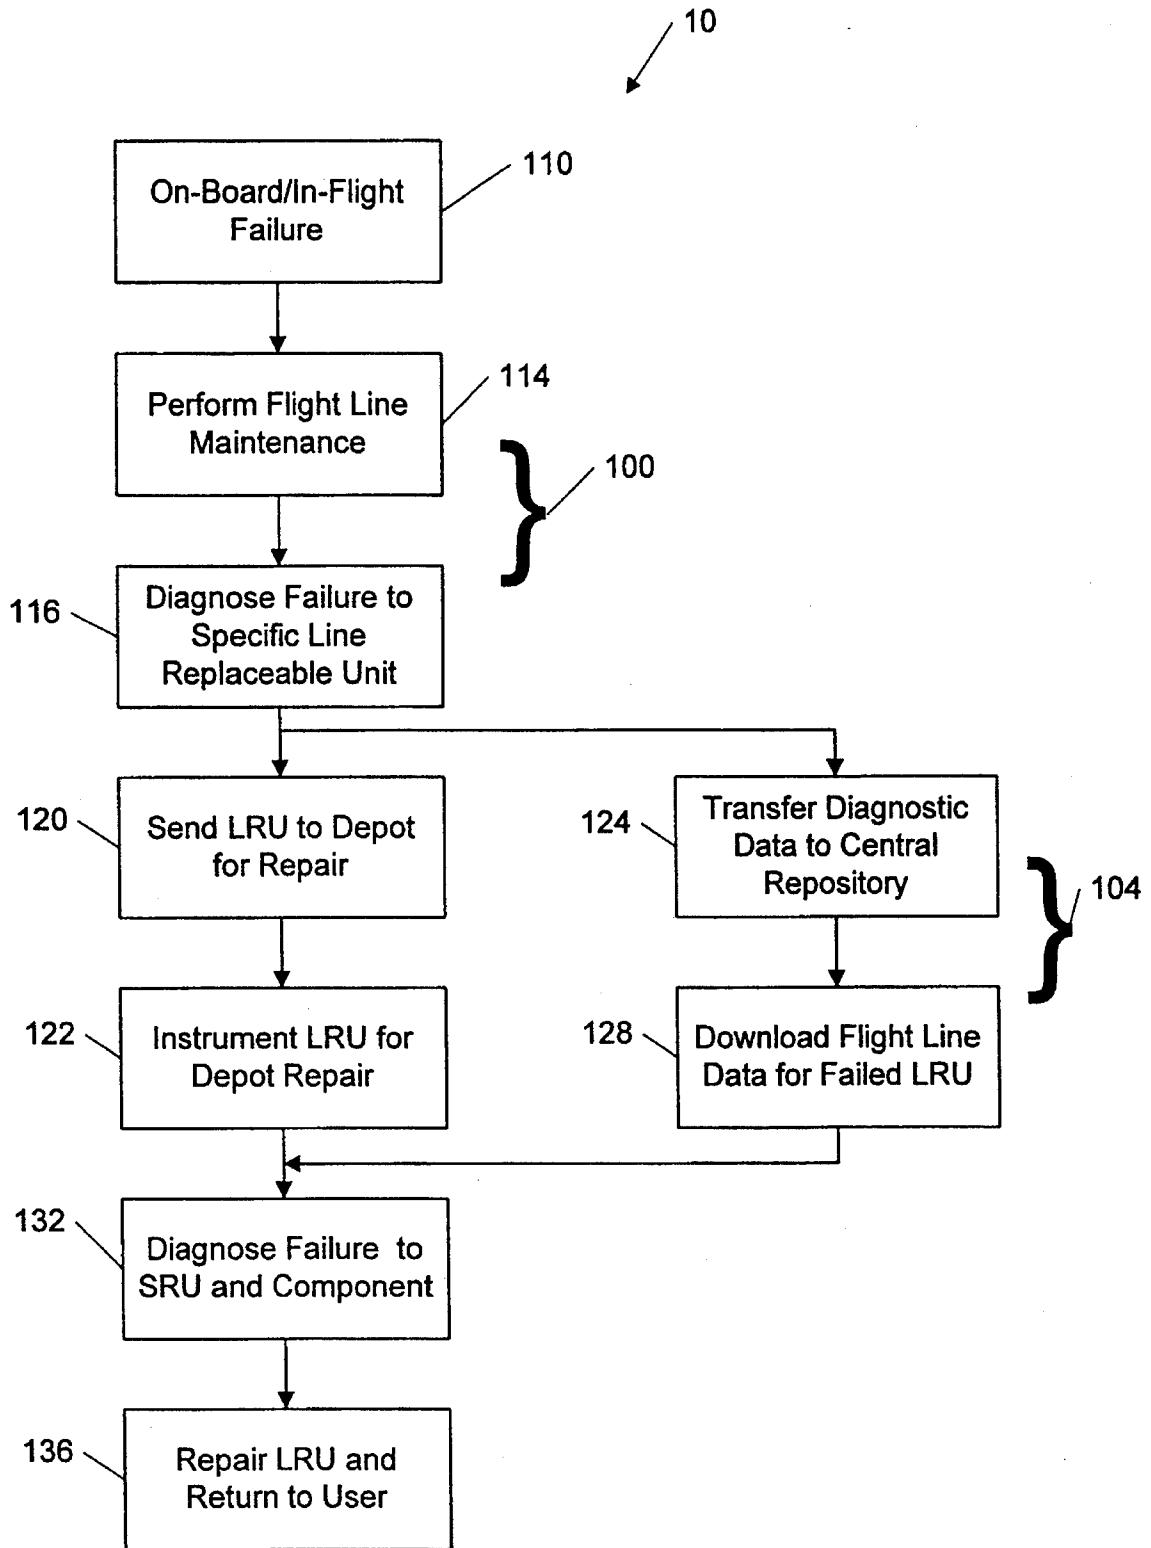 10
On-Board/In-Flight
Failure
110
Perform Flight Line
Maintenance
114
100
116
Diagnose Failure to
Specific Line
Replaceable Unit
120
Send LRU to Depot
for Repair
124
Transfer Diagnostic
Data to Central
Repository
104
122
Instrument LRU for
Depot Repair
128
Download Flight Line
Data for Failed LRU
132
Diagnose Failure to
SRU and Component
136
Repair LRU and
Return to User